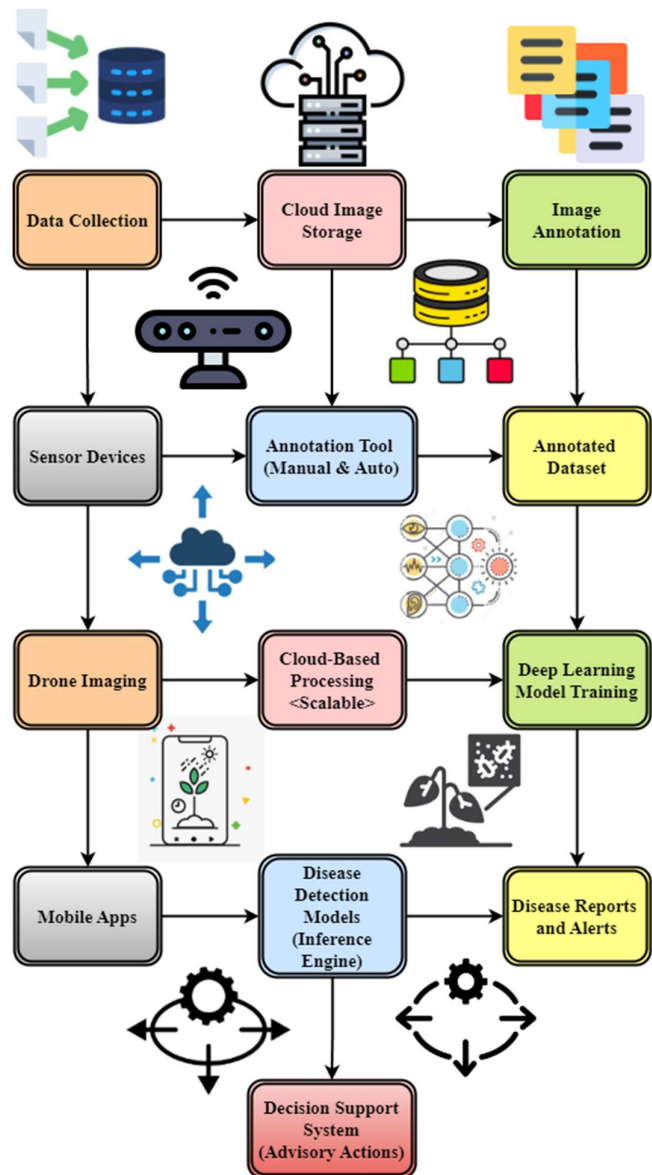 Data Collection
Cloud Image
Storage
Image
Annotation
Sensor Devices
Annotation Tool
(Manual & Auto)
Annotated
Dataset
Drone Imaging
Cloud-Based
Processing
<Scalable>
Deep Learning
Model Training
Mobile Apps
Disease
Detection
Models
(Inference
Engine)
Disease Reports
and Alerts
Decision Support
System
(Advisory Actions)